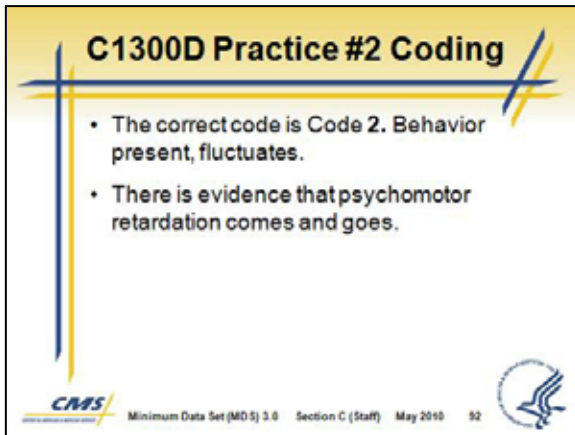 C1300D Practice #2 Coding
• The correct code is Code 2. Behavior
present, fluctuates.
• There is evidence that psychomotor
retardation comes and goes.
CMS
Minimum Data Set (MDS) 3.0 Section C (Staff) May 2010 92